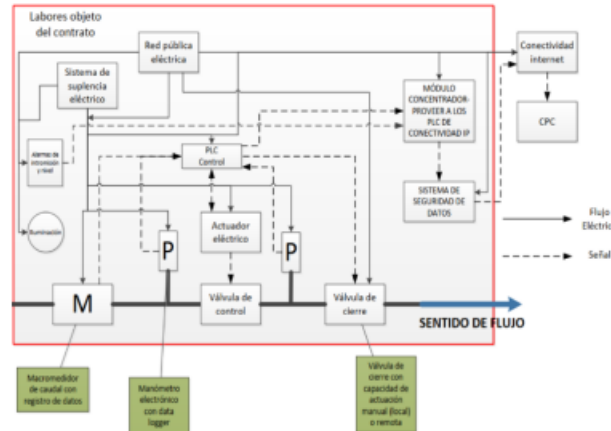 Labores objeto
del contrato
Red pública
eléctrica
Conectividad
internet
Sistema de
suplencia
eléctrico
MÓDULO
CONCENTRADOR-
PROVEER A LOS
PLC DE
CONECTIVIDAD IP
CPC
Alarmas de
intromisión
y nivel
PLC
Control
SISTEMA DE
SEGURIDAD DE
DATOS
Flujo
Eléctri
Iluminación
Actuador
eléctrico
P
P
Señal
M
Válvula de
control
Válvula de
cierre
SENTIDO DE FLUJO
Macromedidor
de caudal con
registro de datos
Manómetro
electrónico
con data
logger
Válvula de
cierre con
capacidad de
actuación
manual (local)
o remota